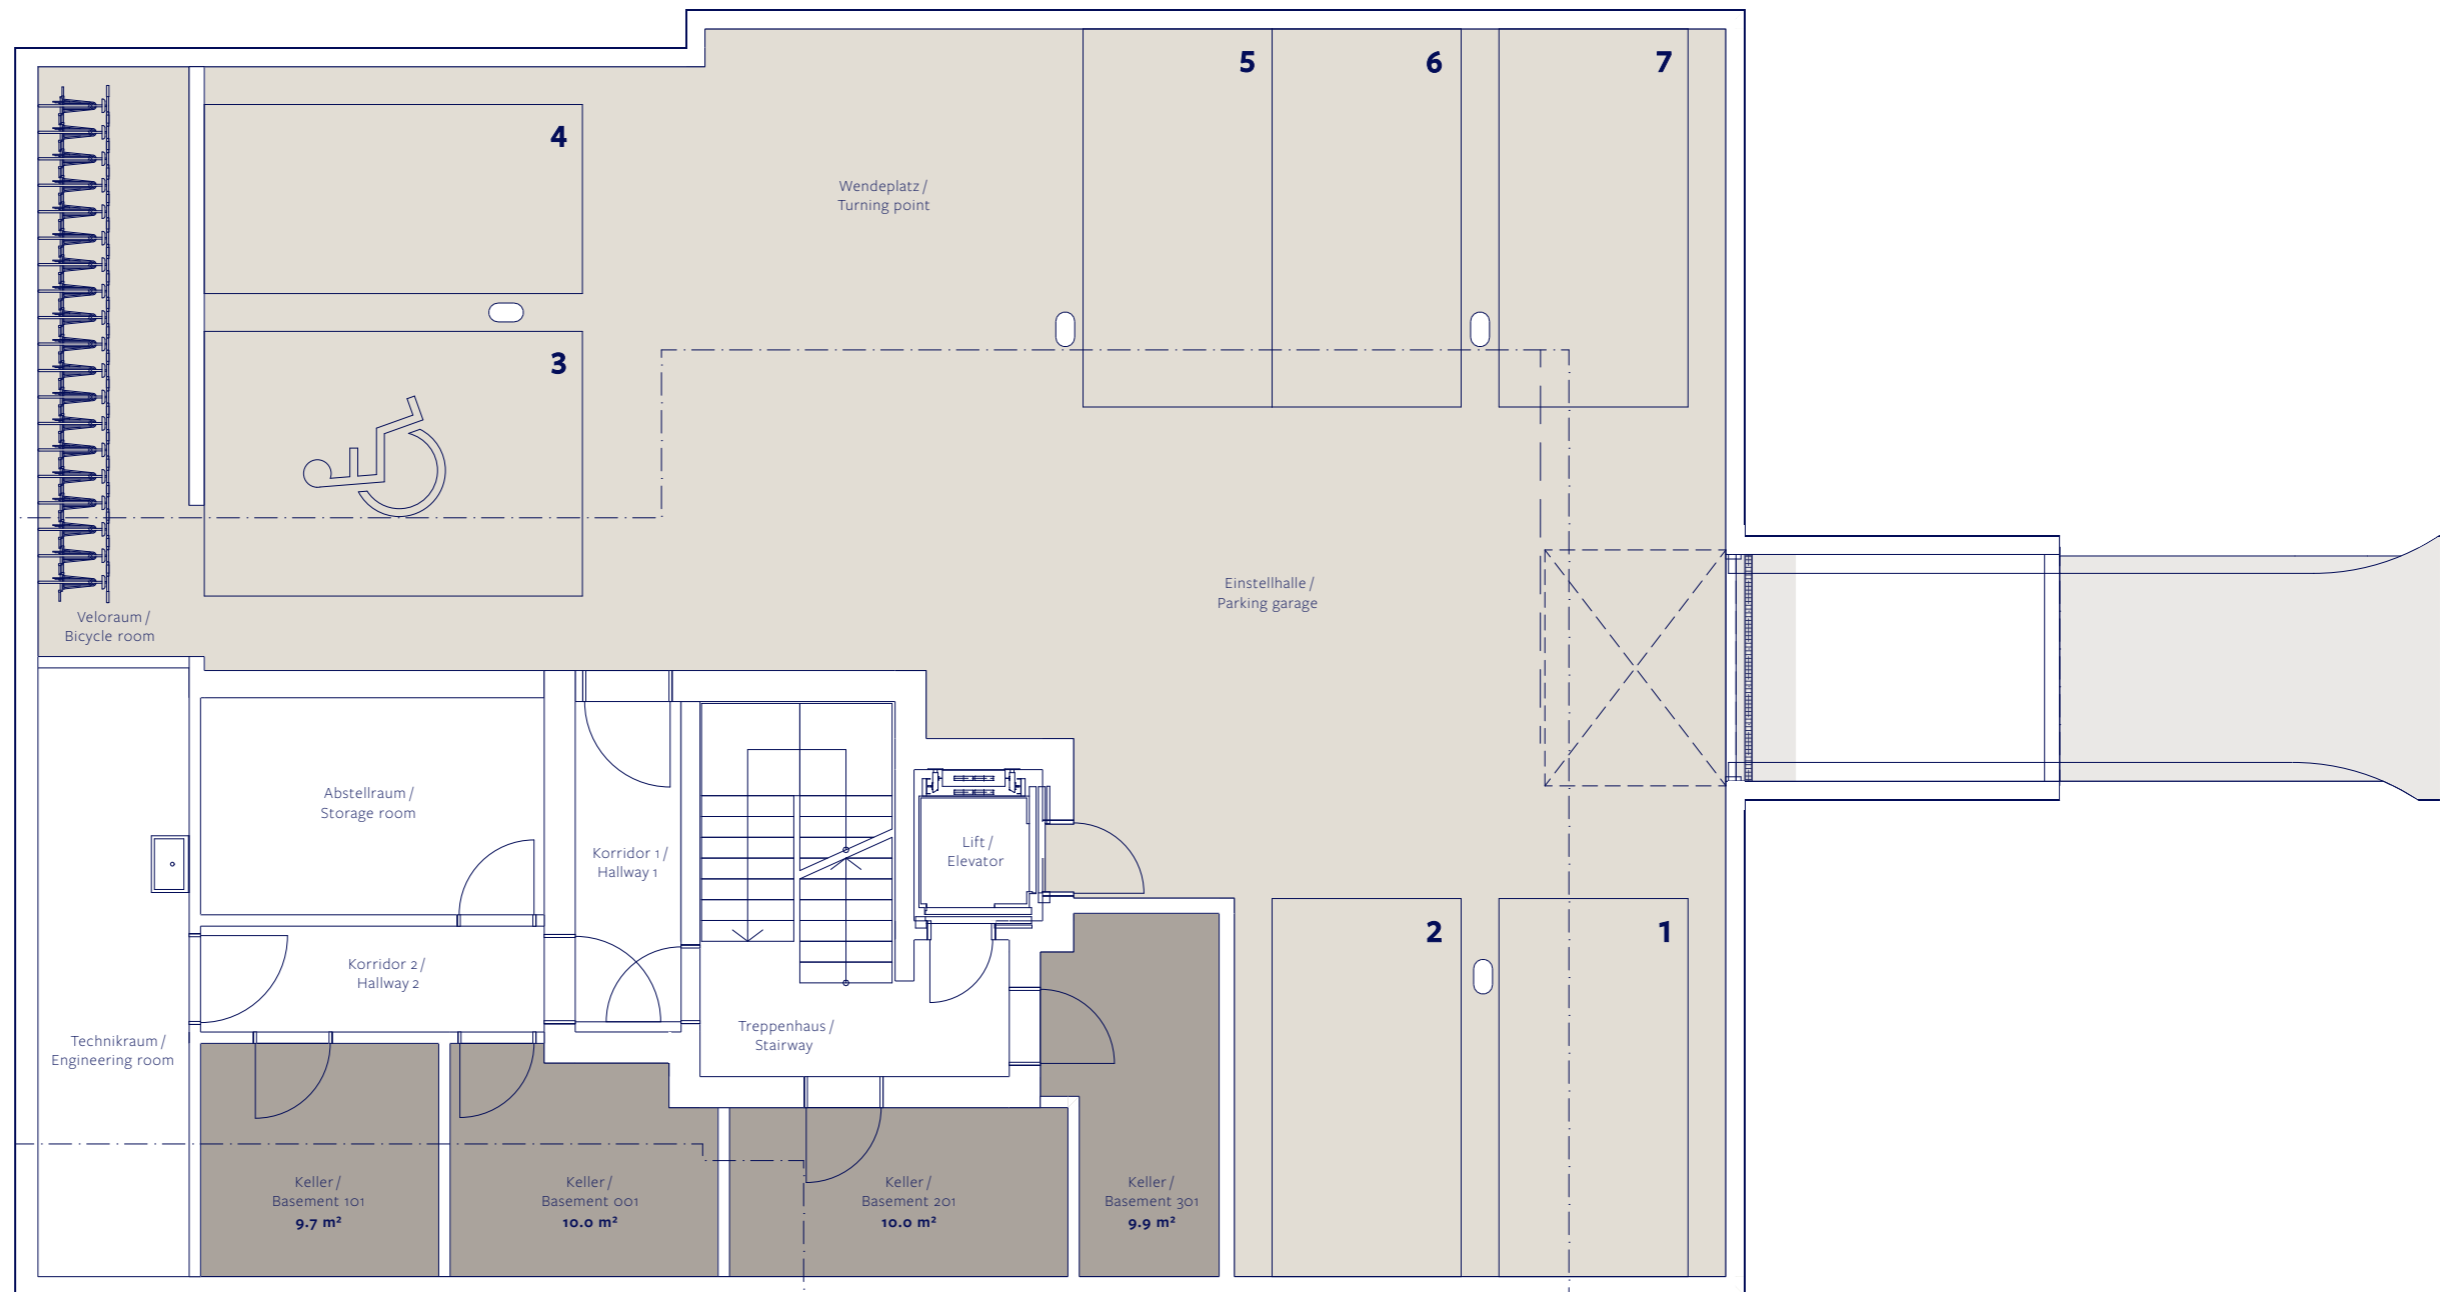 5
6
7
4
Wendeplatz /
Turning point
3
Einstellhalle /
Parking garage
Veloraum /
Bicycle room
Abstellraum /
Storage room
Korridor 1 /
Hallway 1
Lift /
Elevator
2
1
Korridor 2 /
Hallway 2
Treppenhaus /
Stairway
Technikraum /
Engineering room
Keller /
Basement 101
9.7 m²
Keller /
Basement 001
10.0 m²
Keller /
Basement 201
10.0 m²
Keller /
Basement 301
9.9 m²